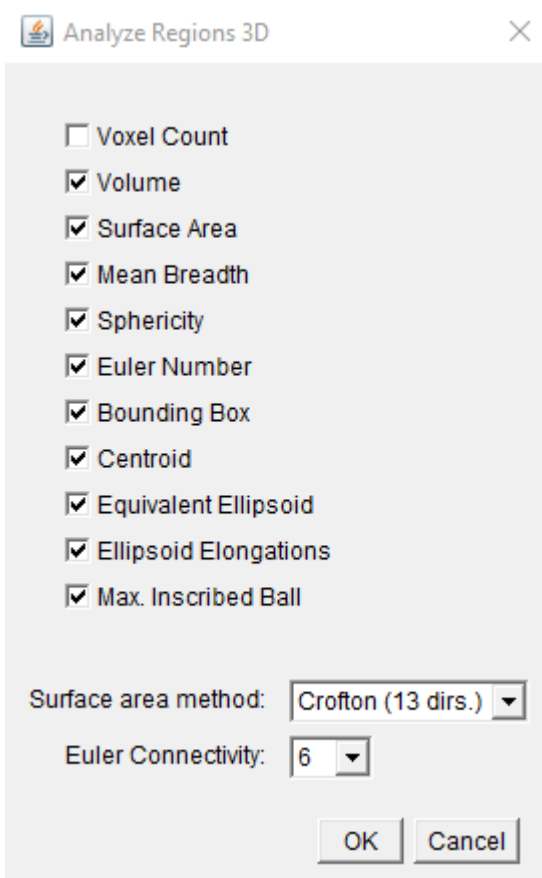 Analyze Regions 3D
Voxel Count
Volume
Surface Area
Mean Breadth
Sphericity
Euler Number
Bounding Box
Centroid
Equivalent Ellipsoid
Ellipsoid Elongations
Max. Inscribed Ball
Surface area method: Crofton (13 dirs.)
Euler Connectivity: 6
OK Cancel